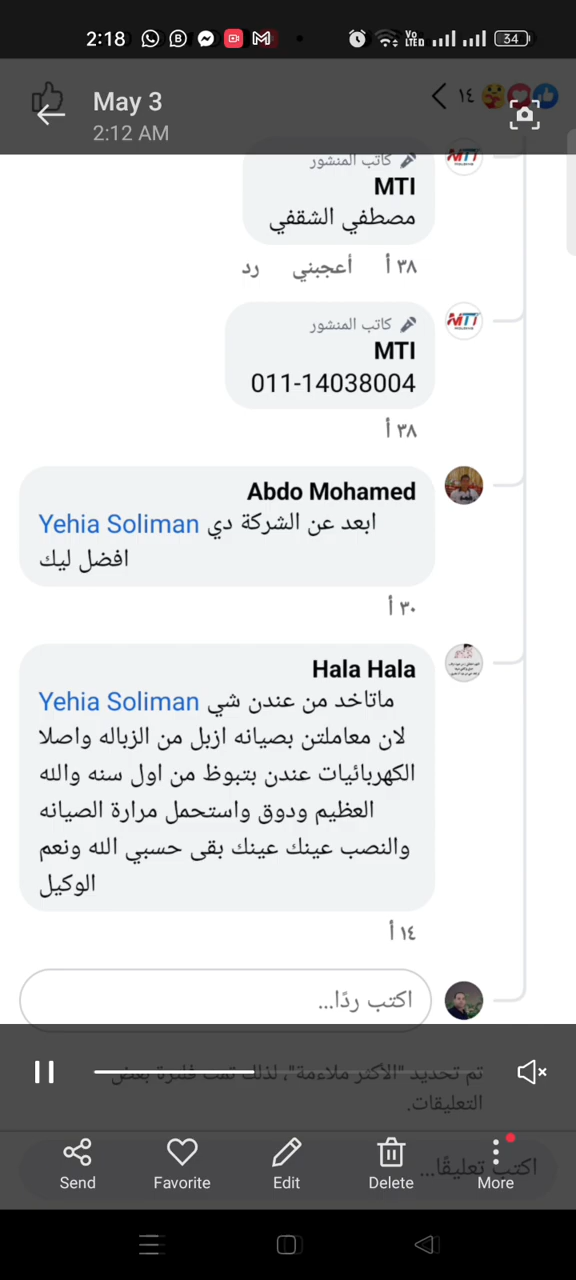 2:18
VoLTE
34
May 3
2:12 AM
١٤
كاتب المنشور
MTI
مصطفي الشقفي
٣٨ أ أعجبني رد
MTI
كاتب المنشور
MTI
011-14038004
٣٨ أ
MTI
Abdo Mohamed
Yehia Soliman ابعد عن الشركة دي
افضل ليك
٣٠ أ
Hala Hala
Yehia Soliman ماتاخد من عندن شي
لان معاملتن بصيانه ازبل من الزباله واصلا
الكهربائيات عندن بتبوظ من اول سنه والله
العظيم ودوق واستحمل مرارة الصيانه
والنصب عينك عينك بقى حسبي الله ونعم
الوكيل
١٤ أ
اكتب ردًا...
تم تحديد "الأكثر ملاءمة"، لذلك تمت فلترة بعض
التعليقات.
اكتب تعليقًا...
Send
Favorite
Edit
Delete
More